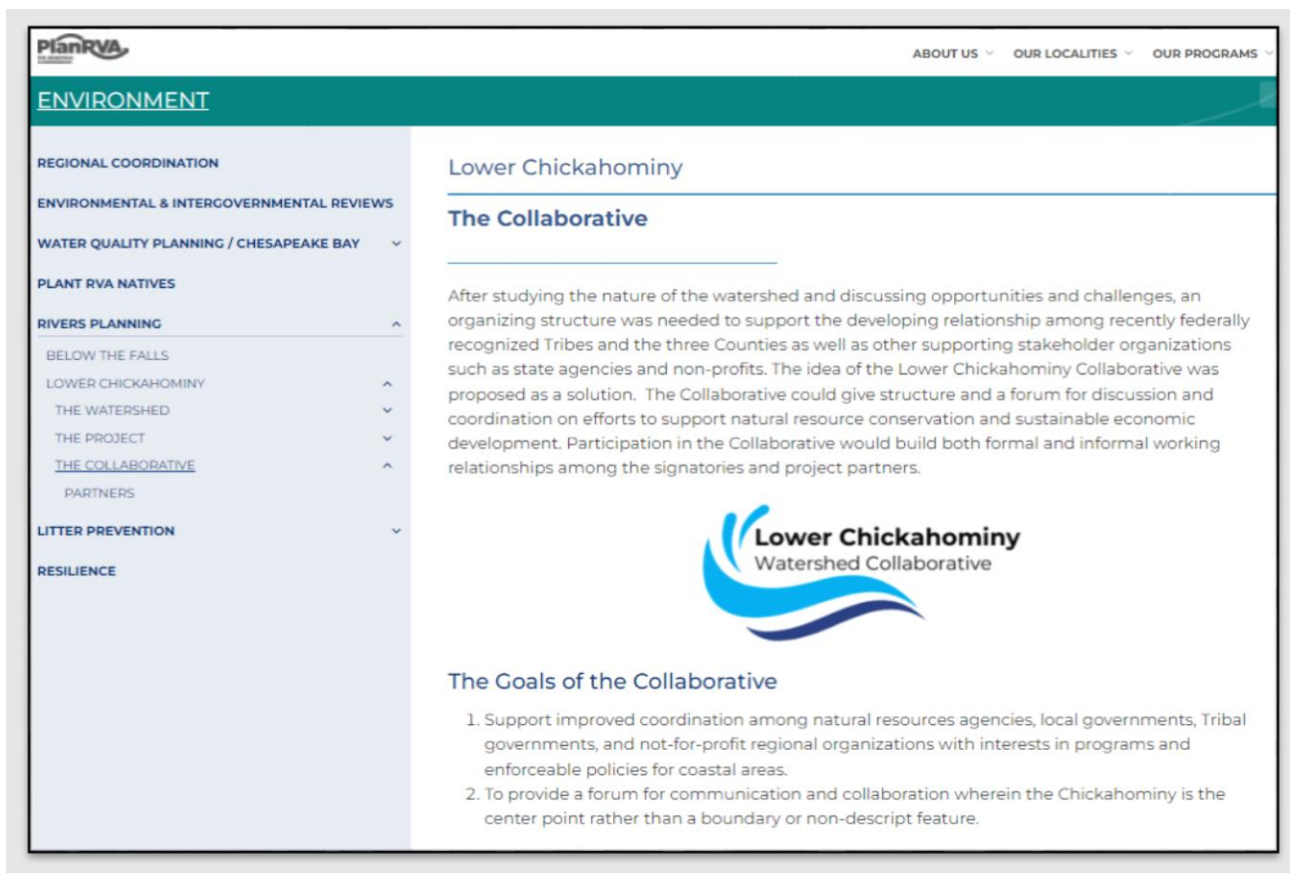 PlanRVA
ABOUT US
OUR LOCALITIES
OUR PROGRAMS
ENVIRONMENT
REGIONAL COORDINATION
ENVIRONMENTAL & INTERGOVERNMENTAL REVIEWS
WATER QUALITY PLANNING / CHESAPEAKE BAY
PLANT RVA NATIVES
RIVERS PLANNING
BELOW THE FALLS
LOWER CHICKAHOMINY
THE WATERSHED
THE PROJECT
THE COLLABORATIVE
PARTNERS
LITTER PREVENTION
RESILIENCE
Lower Chickahominy
The Collaborative
After studying the nature of the watershed and discussing opportunities and challenges, an
organizing structure was needed to support the developing relationship among recently federally
recognized Tribes and the three Counties as well as other supporting stakeholder organizations
such as state agencies and non-profits. The idea of the Lower Chickahominy Collaborative was
proposed as a solution. The Collaborative could give structure and a forum for discussion and
coordination on efforts to support natural resource conservation and sustainable economic
development. Participation in the Collaborative would build both formal and informal working
relationships among the signatories and project partners.
Lower Chickahominy
Watershed Collaborative
The Goals of the Collaborative
1. Support improved coordination among natural resources agencies, local governments, Tribal
governments, and not-for-profit regional organizations with interests in programs and
enforceable policies for coastal areas.
2. To provide a forum for communication and collaboration wherein the Chickahominy is the
center point rather than a boundary or non-descript feature.